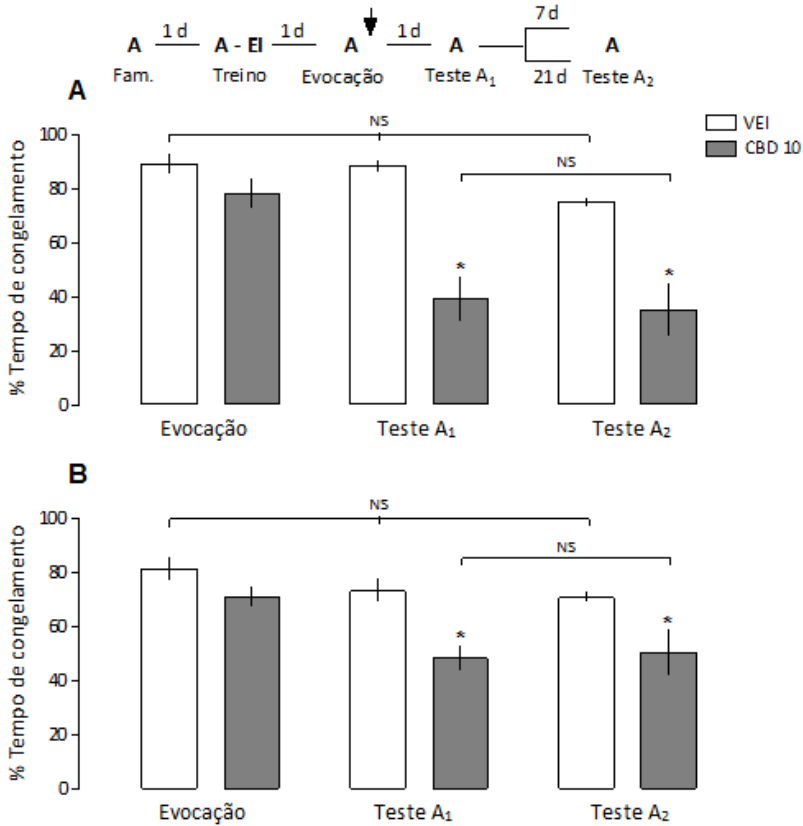 1 d 1 d 1 d 7 d
A A - EI A A A
Fam. Treino Evocação Teste A₁ 21 d Teste A₂
A
NS
VEI
CBD 10
NS
100
80
60
40
20
0
% Tempo de congelamento
*
*
Evocação Teste A₁ Teste A₂
B
NS
NS
100
80
60
40
20
0
% Tempo de congelamento
*
*
Evocação Teste A₁ Teste A₂